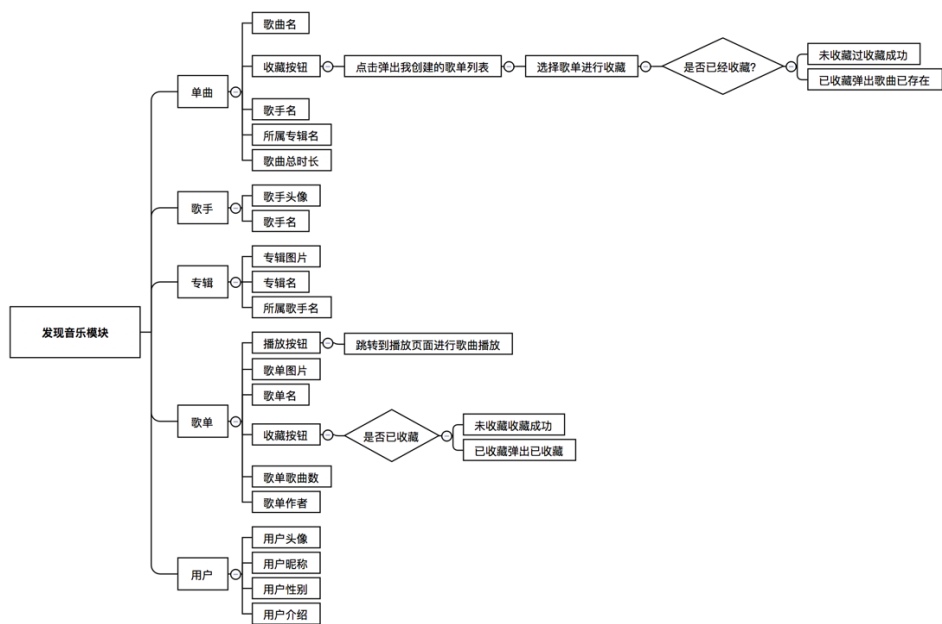 发现音乐模块
单曲
歌曲名
收藏按钮
点击弹出我创建的歌单列表
选择歌单进行收藏
是否已经收藏?
未收藏过收藏成功
已收藏弹出歌曲已存在
歌手名
所属专辑名
歌曲总时长
歌手
歌手头像
歌手名
专辑
专辑图片
专辑名
所属歌手名
歌单
播放按钮
跳转到播放页面进行歌曲播放
歌单图片
歌单名
收藏按钮
是否已收藏
未收藏收藏成功
已收藏弹出已收藏
歌单歌曲数
歌单作者
用户
用户头像
用户昵称
用户性别
用户介绍